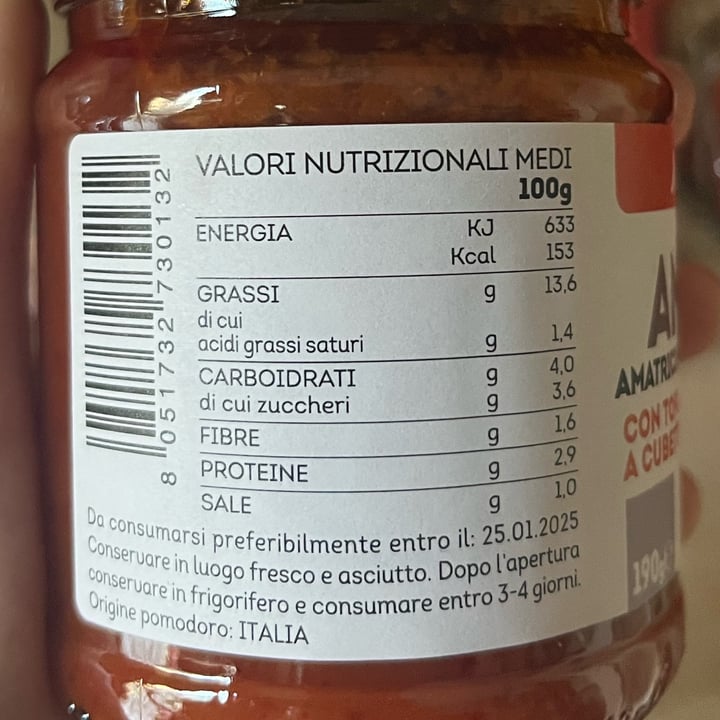 VALORI NUTRIZIONALI MEDI
100g
ENERGIA KJ 633
Kcal 153
GRASSI g 13,6
di cui
acidi grassi saturi g 1,4
CARBOIDRATI g 4,0
di cui zuccheri g 3,6
FIBRE g 1,6
PROTEINE g 2,9
SALE g 1,0
Da consumarsi preferibilmente entro il: 25.01.2025
Conservare in luogo fresco e asciutto. Dopo l'apertura
conservare in frigorifero e consumare entro 3-4 giorni.
Origine pomodoro: ITALIA
8 051732 730132
CON
A
190g